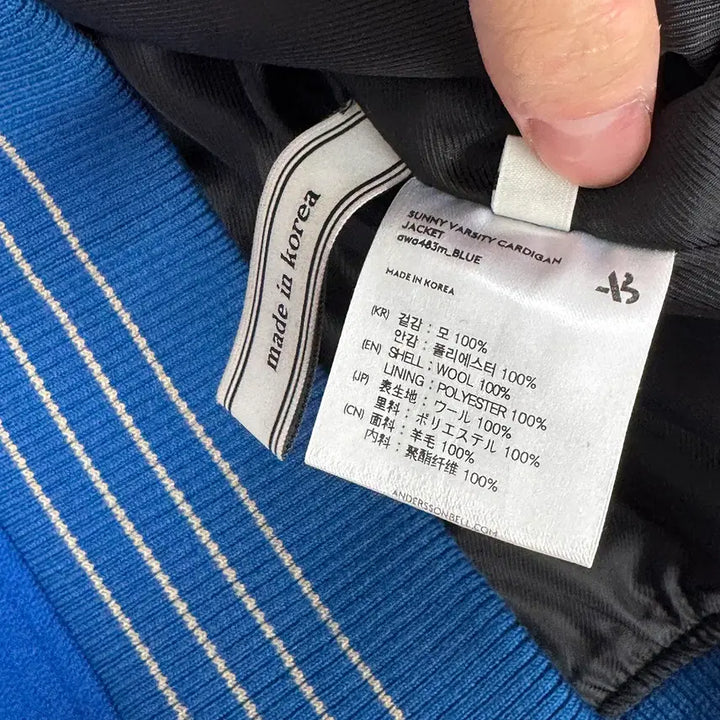 made in korea
SUNNY VARSITY CARDIGAN
JACKET
awa483m_BLUE
MADE IN KOREA
(KR) 겉감 : 모 100%
안감 : 폴리에스터 100%
(EN) SHELL : WOOL 100%
LINING : POLYESTER 100%
(JP) 表生地 : ウール 100%
里料 : ポリエステル 100%
(CN) 面料 : 羊毛 100%
内料 : 聚酯纤维 100%
ANDERSSONBELL.COM